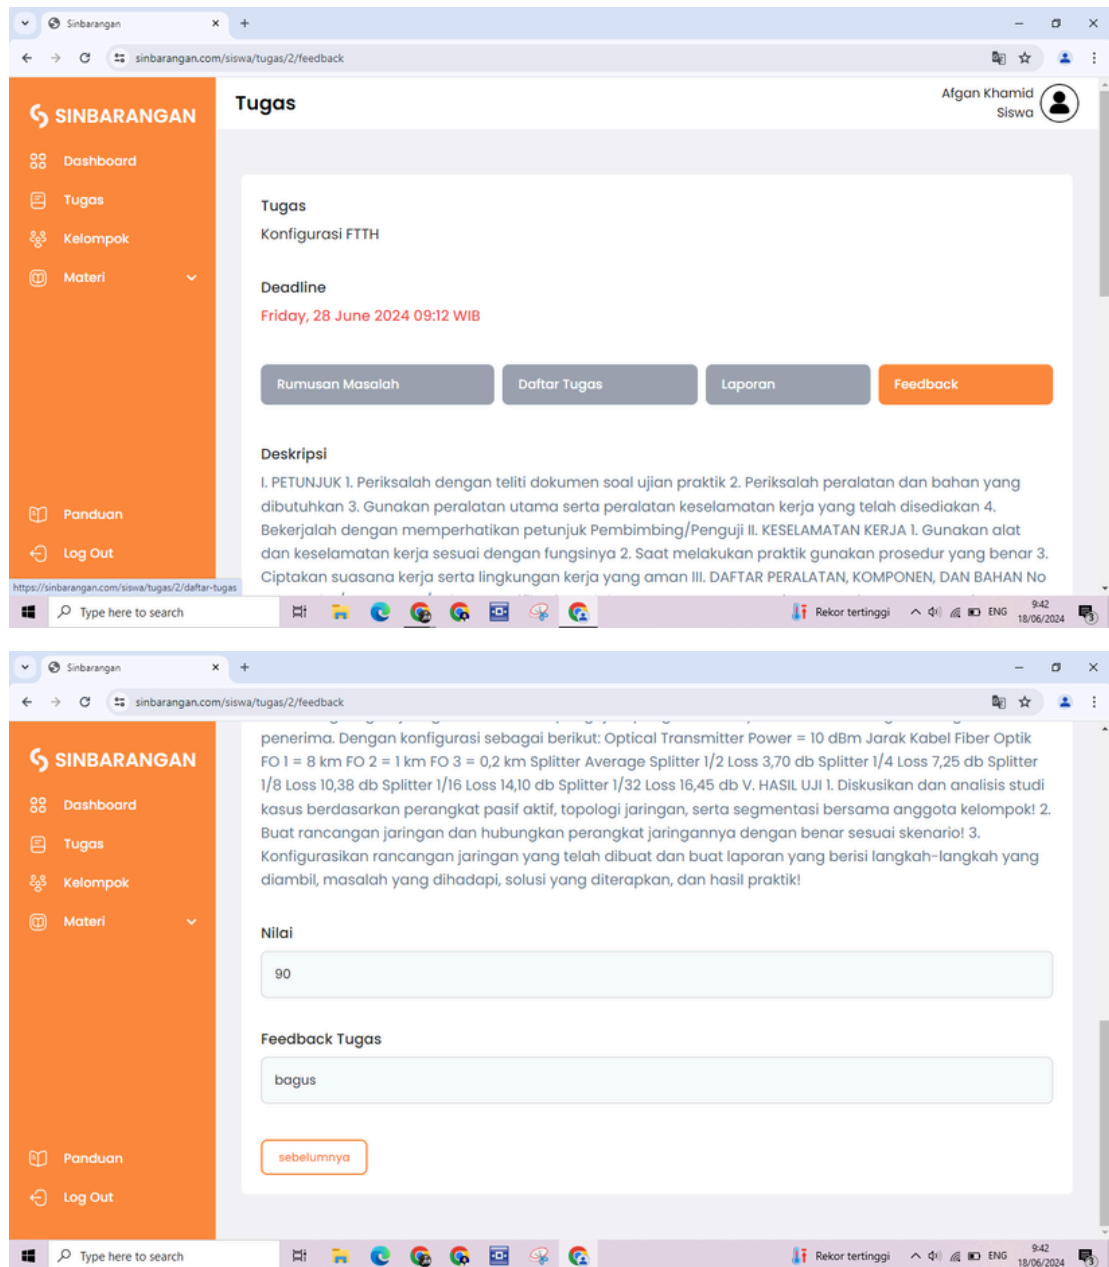 Sinbarangan
sinbarangan.com/siswa/tugas/2/feedback
SINBARANGAN
Tugas
Afgan Khamid
Siswa
Dashboard
Tugas
Kelompok
Materi
Panduan
Log Out
Tugas
Konfigurasi FTTH
Deadline
Friday, 28 June 2024 09:12 WIB
Rumusan Masalah
Daftar Tugas
Laporan
Feedback
Deskripsi
I. PETUNJUK 1. Periksalah dengan teliti dokumen soal ujian praktik 2. Periksalah peralatan dan bahan yang
dibutuhkan 3. Gunakan peralatan utama serta peralatan keselamatan kerja yang telah disediakan 4.
Bekerjalah dengan memperhatikan petunjuk Pembimbing/Penguji II. KESELAMATAN KERJA 1. Gunakan alat
dan keselamatan kerja sesuai dengan fungsinya 2. Saat melakukan praktik gunakan prosedur yang benar 3.
Ciptakan suasana kerja serta lingkungan kerja yang aman III. DAFTAR PERALATAN, KOMPONEN, DAN BAHAN No
https://sinbarangan.com/siswa/tugas/2/daftar-tugas
Type here to search
Rekor tertinggi
ENG
9:42
18/06/2024
3
Sinbarangan
sinbarangan.com/siswa/tugas/2/feedback
SINBARANGAN
Dashboard
Tugas
Kelompok
Materi
Panduan
Log Out
penerima. Dengan konfigurasi sebagai berikut: Optical Transmitter Power = 10 dBm Jarak Kabel Fiber Optik
FO 1 = 8 km FO 2 = 1 km FO 3 = 0,2 km Splitter Average Splitter 1/2 Loss 3,70 db Splitter 1/4 Loss 7,25 db Splitter
1/8 Loss 10,38 db Splitter 1/16 Loss 14,10 db Splitter 1/32 Loss 16,45 db V. HASIL UJI 1. Diskusikan dan analisis studi
kasus berdasarkan perangkat pasif aktif, topologi jaringan, serta segmentasi bersama anggota kelompok! 2.
Buat rancangan jaringan dan hubungkan perangkat jaringannya dengan benar sesuai skenario! 3.
Konfigurasikan rancangan jaringan yang telah dibuat dan buat laporan yang berisi langkah-langkah yang
diambil, masalah yang dihadapi, solusi yang diterapkan, dan hasil praktik!
Nilai
90
Feedback Tugas
bagus
sebelumnya
Type here to search
Rekor tertinggi
ENG
9:42
18/06/2024
3